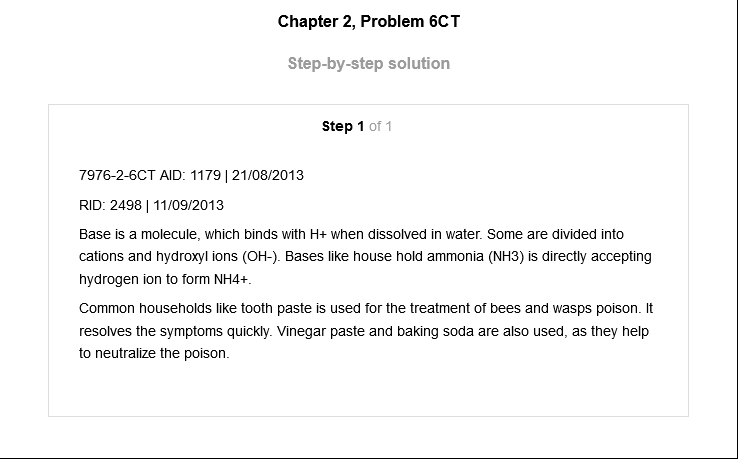 Chapter 2, Problem 6CT
Step-by-step solution
Step 1 of 1
7976-2-6CT AID: 1179 | 21/08/2013
RID: 2498 | 11/09/2013
Base is a molecule, which binds with H+ when dissolved in water. Some are divided into
cations and hydroxyl ions (OH-). Bases like house hold ammonia (NH3) is directly accepting
hydrogen ion to form NH4+.
Common households like tooth paste is used for the treatment of bees and wasps poison. It
resolves the symptoms quickly. Vinegar paste and baking soda are also used, as they help
to neutralize the poison.